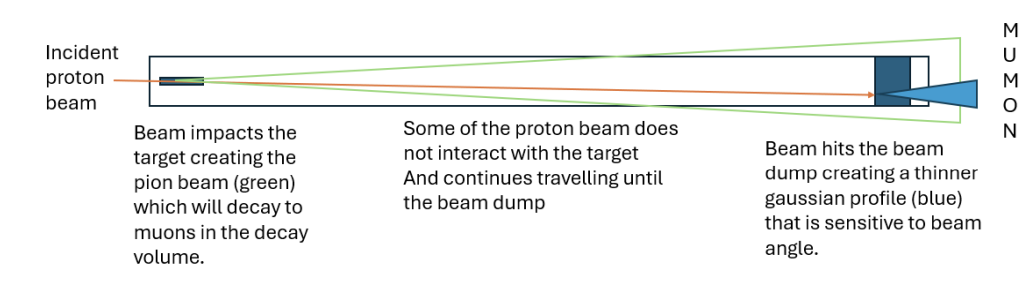 Incident
proton
beam
Beam impacts the
target creating the
pion beam (green)
which will decay to
muons in the decay
volume.
Some of the proton beam does
not interact with the target
And continues travelling until
the beam dump
Beam hits the beam
dump creating a thinner
gaussian profile (blue)
that is sensitive to beam
angle.
M
U
M
O
N